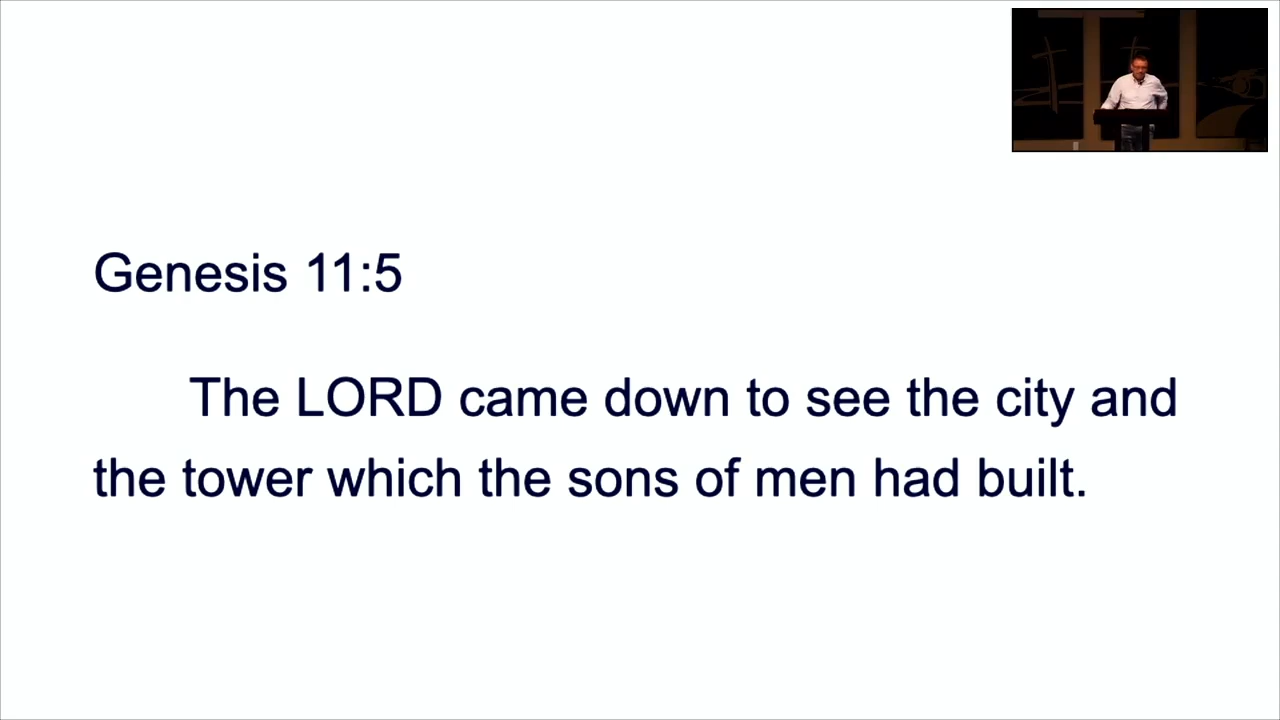 Genesis 11:5
The LORD came down to see the city and
the tower which the sons of men had built.